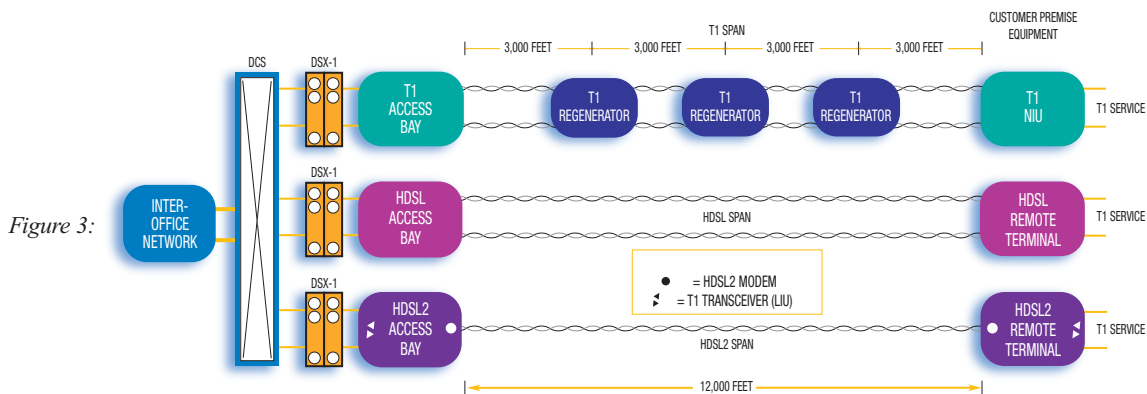 CUSTOMER PREMISE
EQUIPMENT
T1 SPAN
3,000 FEET
3,000 FEET
3,000 FEET
3,000 FEET
DCS
DSX-1
T1
ACCESS
BAY
T1
REGENERATOR
T1
REGENERATOR
T1
REGENERATOR
T1
NIU
T1 SERVICE
DSX-1
HDSL
ACCESS
BAY
HDSL SPAN
HDSL
REMOTE
TERMINAL
T1 SERVICE
Figure 3:
INTER-
OFFICE
NETWORK
= HDSL2 MODEM
= T1 TRANSCEIVER (LIU)
DSX-1
HDSL2
ACCESS
BAY
HDSL2 SPAN
HDSL2
REMOTE
TERMINAL
T1 SERVICE
12,000 FEET